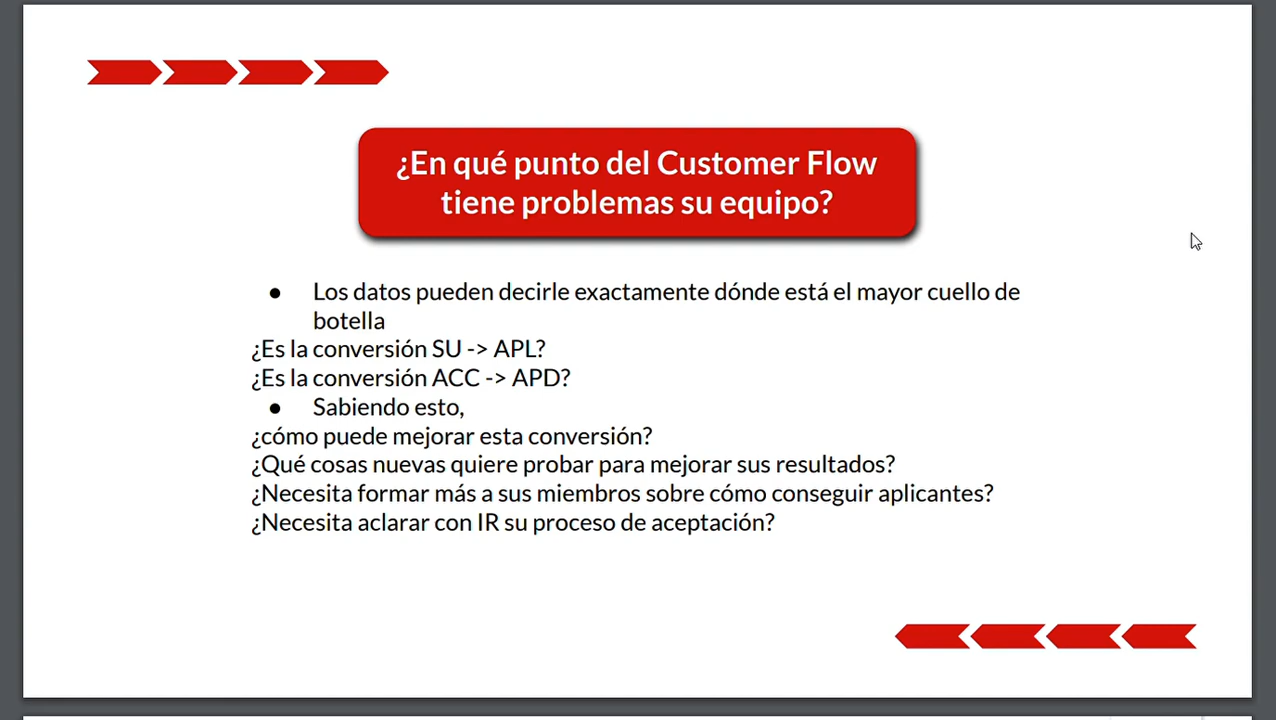 ¿En qué punto del Customer Flow
tiene problemas su equipo?
● Los datos pueden decirle exactamente dónde está el mayor cuello de
botella
¿Es la conversión SU -> APL?
¿Es la conversión ACC -> APD?
● Sabiendo esto,
¿cómo puede mejorar esta conversión?
¿Qué cosas nuevas quiere probar para mejorar sus resultados?
¿Necesita formar más a sus miembros sobre cómo conseguir aplicantes?
¿Necesita aclarar con IR su proceso de aceptación?